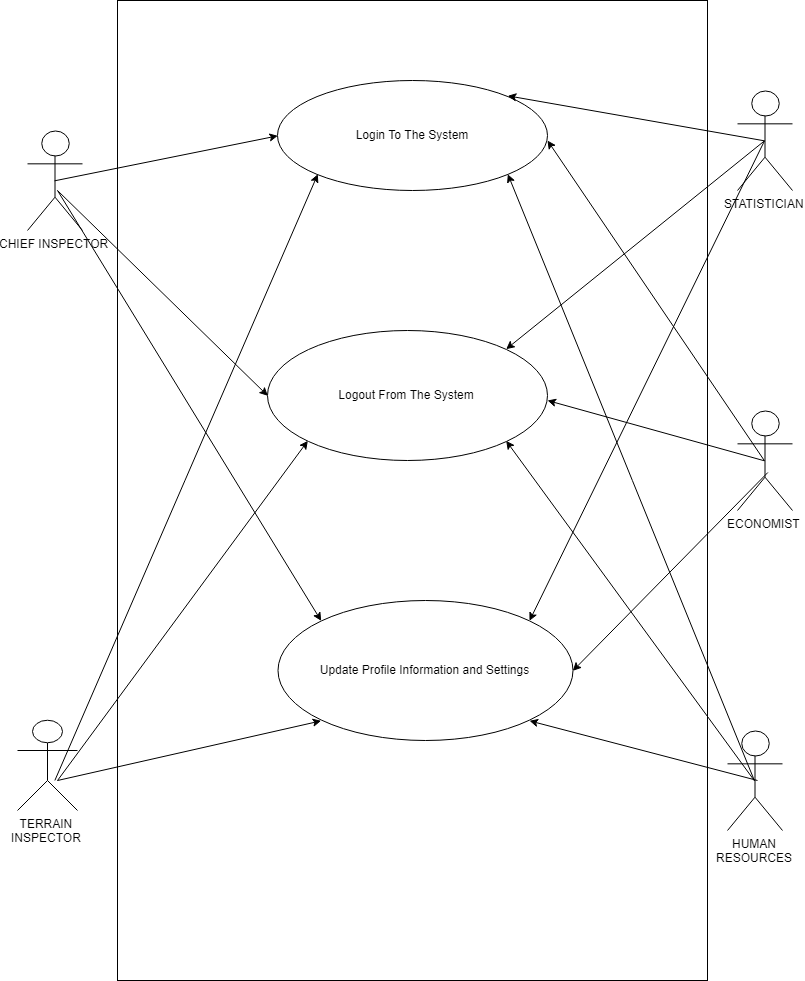 Login To The System
CHIEF INSPECTOR
STATISTICIAN
Logout From The System
ECONOMIST
Update Profile Information and Settings
TERRAIN
INSPECTOR
HUMAN
RESOURCES